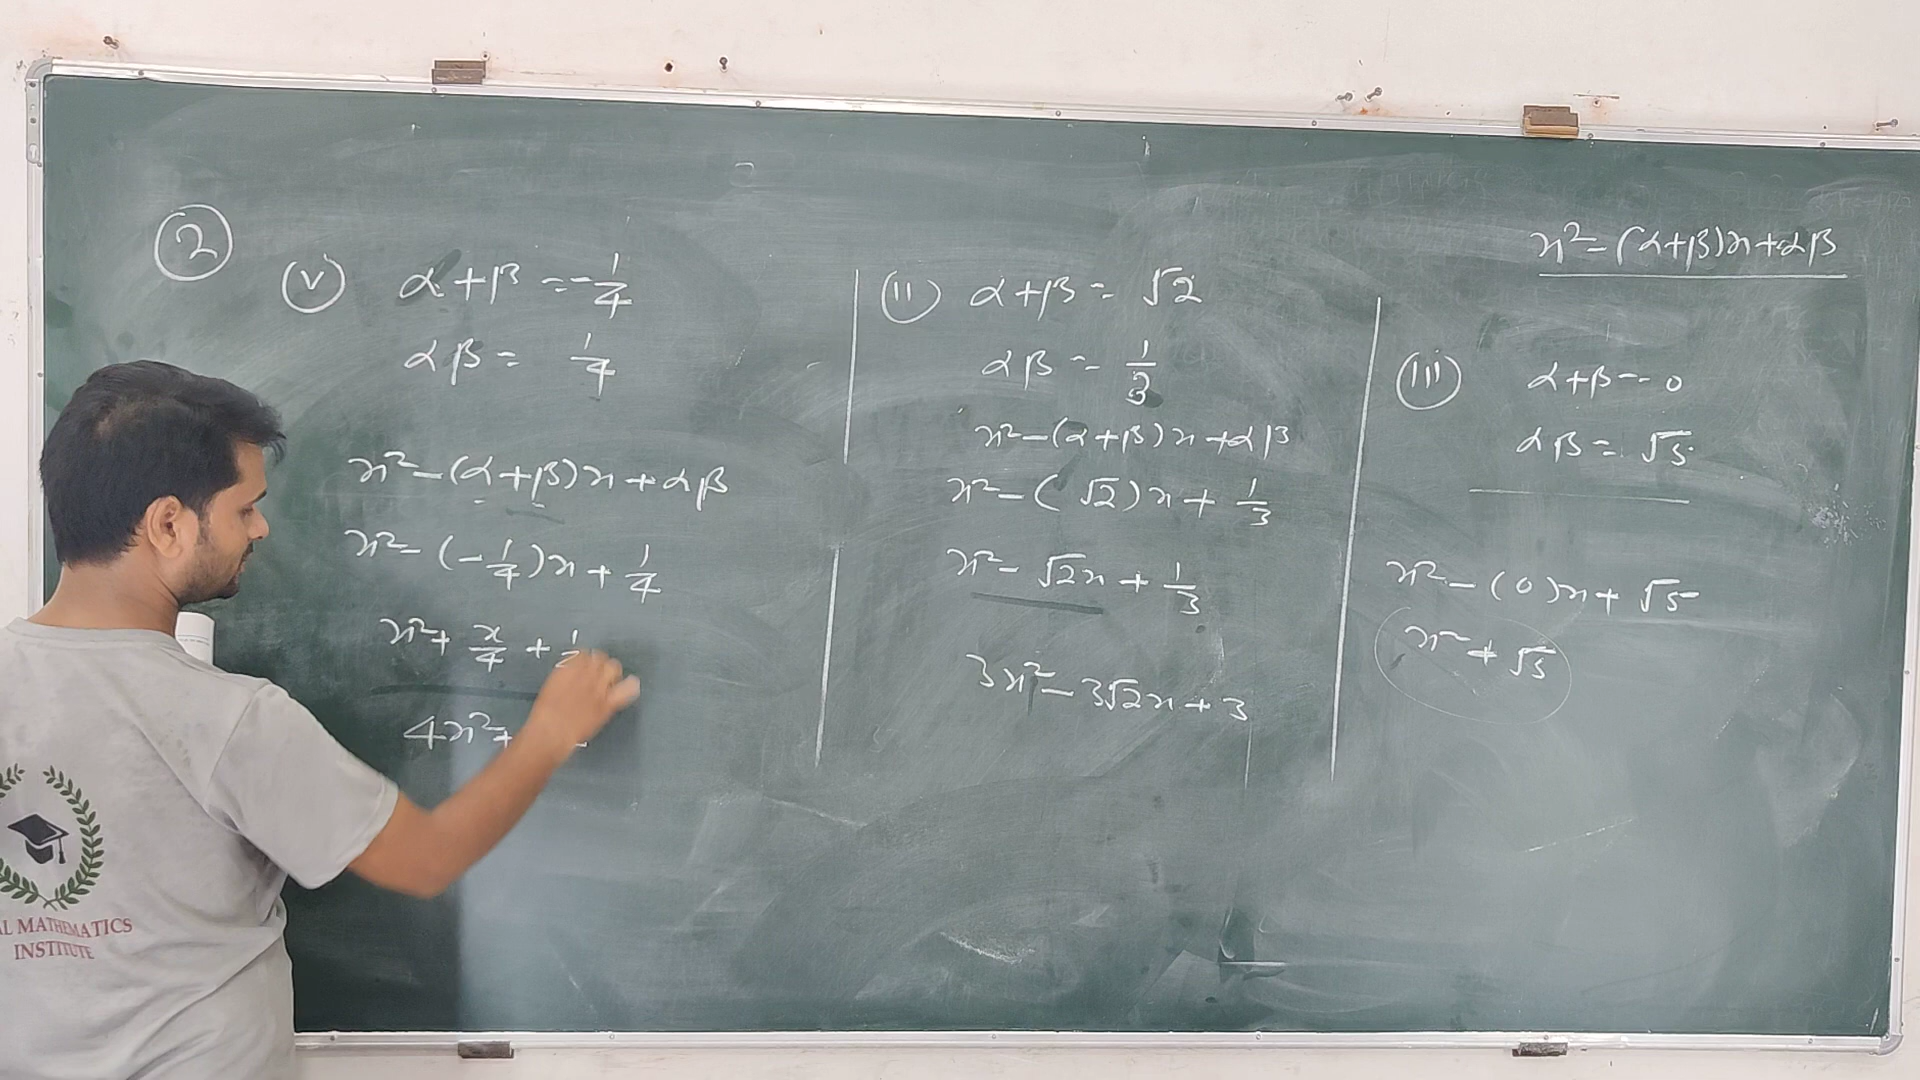 x² - (α+β)x + αβ
②
(v) α + β = -1/4
αβ = 1/4
x² - (α + β)x + αβ
x² - (-1/4)x + 1/4
x² + x/4 + 1/
4x² +
(ii) α + β = √2
αβ = 1/3
x² - (α + β)x + αβ
x² - (√2)x + 1/3
x² - √2x + 1/3
3x² - 3√2x + 3
(iii) α + β = 0
αβ = √5
x² - (0)x + √5
x² + √5
MATHEMATICS
INSTITUTE